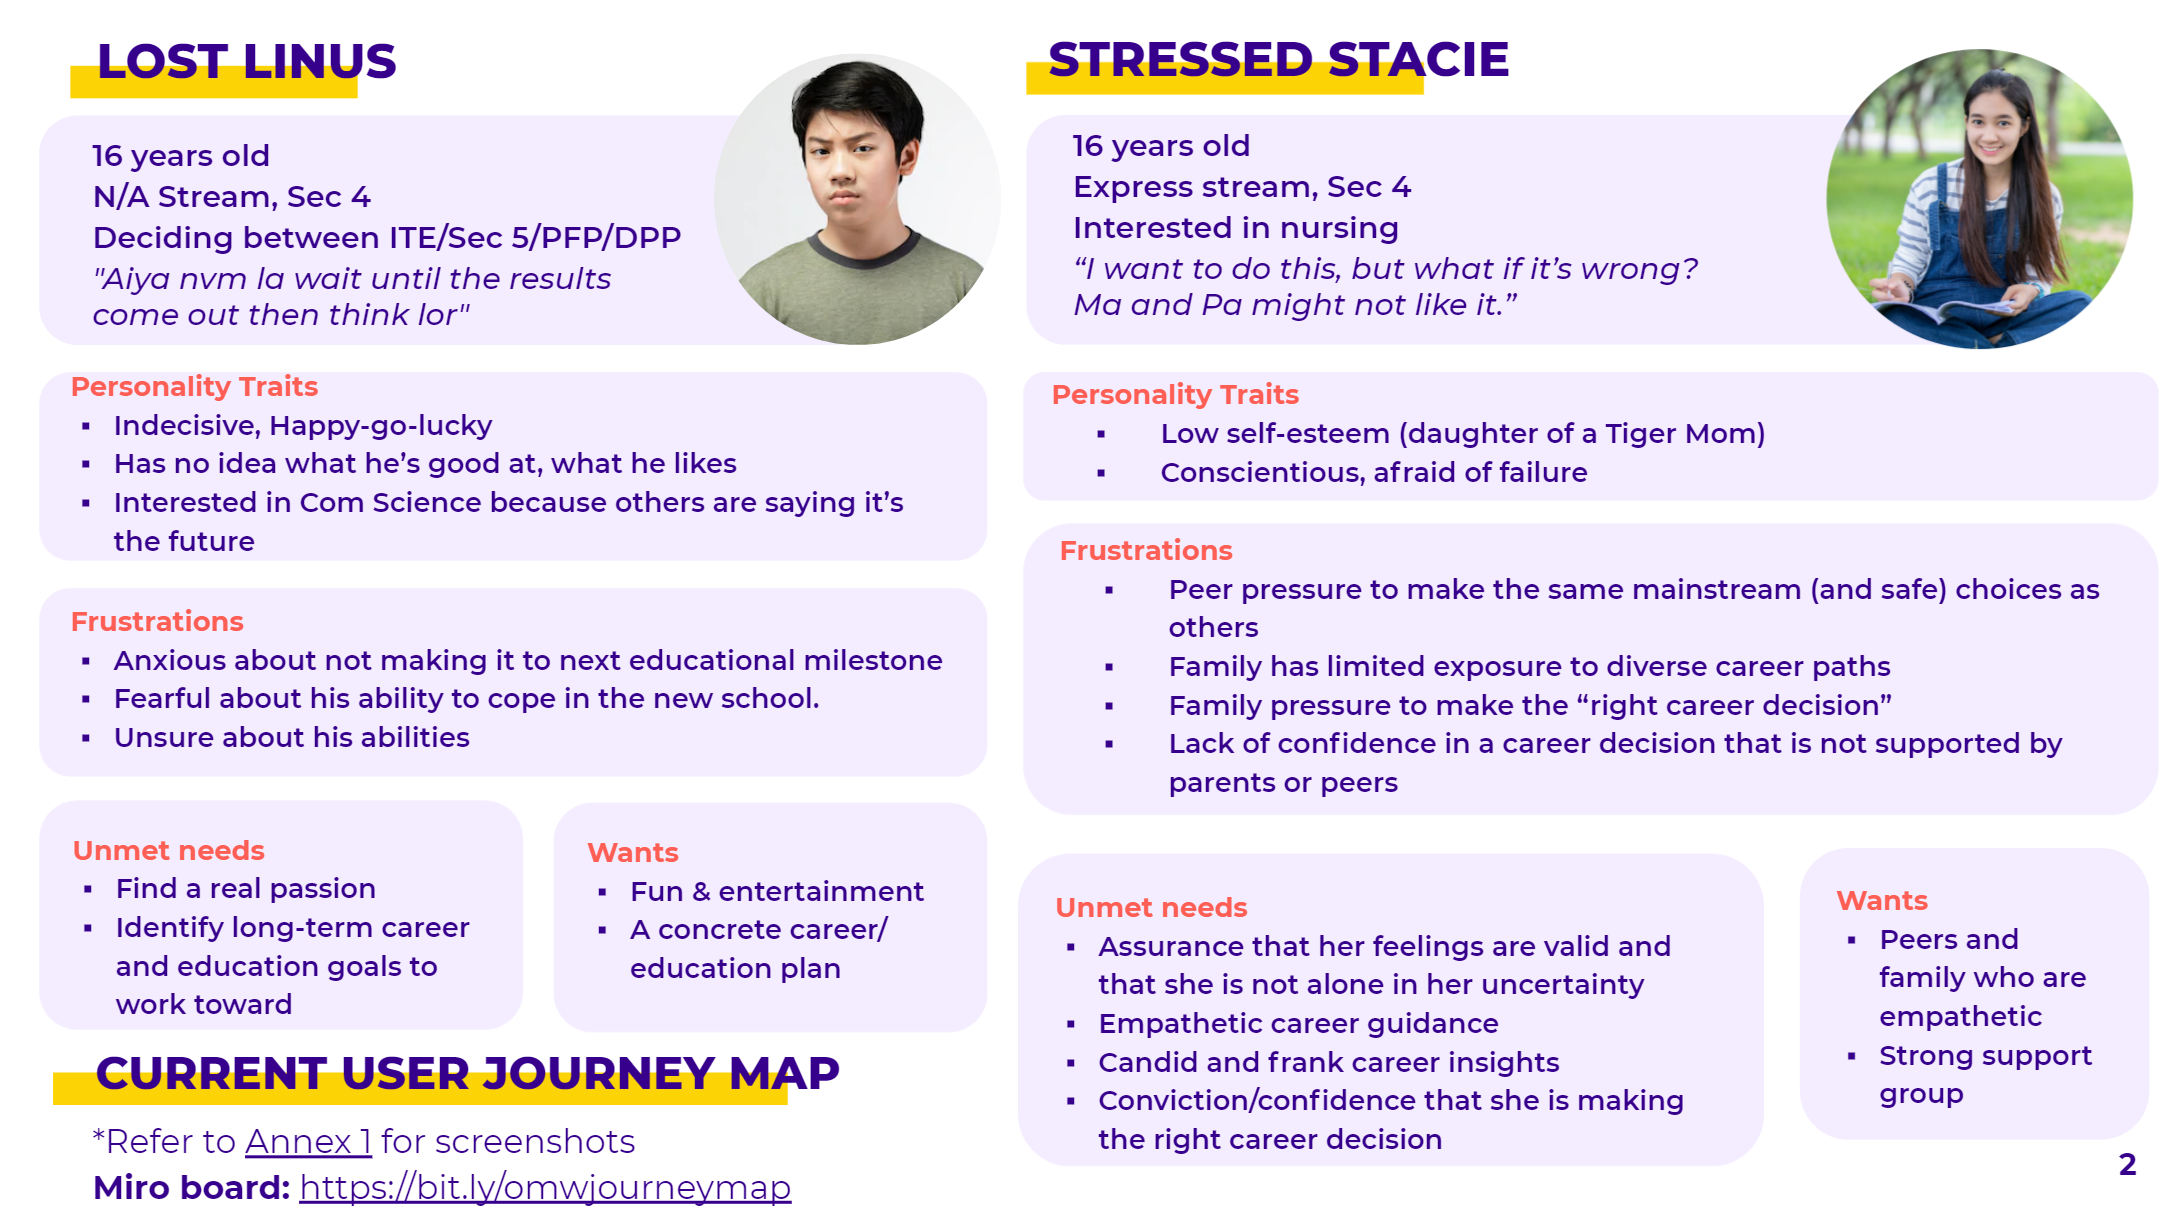 LOST LINUS
16 years old
N/A Stream, Sec 4
Deciding between ITE/Sec 5/PFP/DPP
"Aiya nvm la wait until the results
come out then think lor"
Personality Traits
▪ Indecisive, Happy-go-lucky
▪ Has no idea what he’s good at, what he likes
▪ Interested in Com Science because others are saying it’s
the future
Frustrations
▪ Anxious about not making it to next educational milestone
▪ Fearful about his ability to cope in the new school.
▪ Unsure about his abilities
Unmet needs
▪ Find a real passion
▪ Identify long-term career
and education goals to
work toward
Wants
▪ Fun & entertainment
▪ A concrete career/
education plan
CURRENT USER JOURNEY MAP
*Refer to Annex 1 for screenshots
Miro board: https://bit.ly/omwjourneymap
STRESSED STACIE
16 years old
Express stream, Sec 4
Interested in nursing
“I want to do this, but what if it’s wrong?
Ma and Pa might not like it.”
Personality Traits
▪ Low self-esteem (daughter of a Tiger Mom)
▪ Conscientious, afraid of failure
Frustrations
▪ Peer pressure to make the same mainstream (and safe) choices as
others
▪ Family has limited exposure to diverse career paths
▪ Family pressure to make the “right career decision”
▪ Lack of confidence in a career decision that is not supported by
parents or peers
Unmet needs
▪ Assurance that her feelings are valid and
that she is not alone in her uncertainty
▪ Empathetic career guidance
▪ Candid and frank career insights
▪ Conviction/confidence that she is making
the right career decision
Wants
▪ Peers and
family who are
empathetic
▪ Strong support
group
2